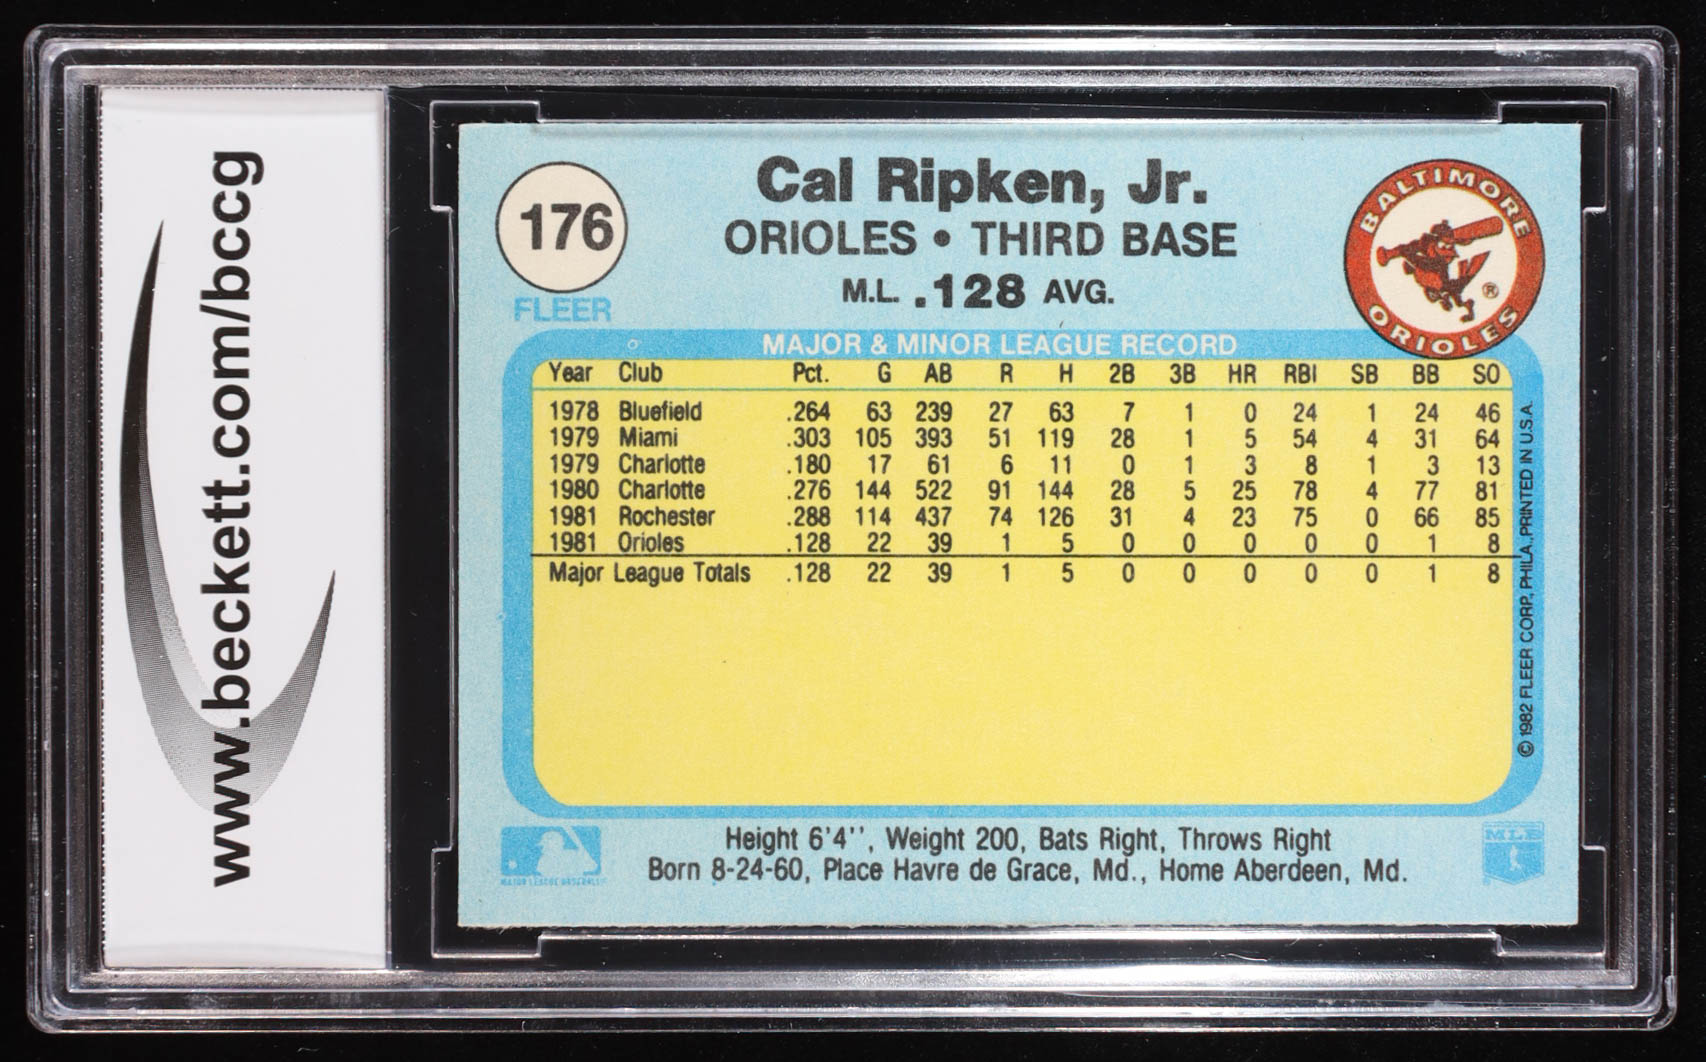 www.beckett.com/bccg
176
FLEER
Cal Ripken, Jr.
ORIOLES • THIRD BASE
M.L. .128 AVG.
BALTIMORE
ORIOLES
®
MAJOR & MINOR LEAGUE RECORD
Year Club Pct. G AB R H 2B 3B HR RBI SB BB SO
1978 Bluefield .264 63 239 27 63 7 1 0 24 1 24 46
1979 Miami .303 105 393 51 119 28 1 5 54 4 31 64
1979 Charlotte .180 17 61 6 11 0 1 3 8 1 3 13
1980 Charlotte .276 144 522 91 144 28 5 25 78 4 77 81
1981 Rochester .288 114 437 74 126 31 4 23 75 0 66 85
1981 Orioles .128 22 39 1 5 0 0 0 0 0 1 8
Major League Totals .128 22 39 1 5 0 0 0 0 0 1 8
© 1982 FLEER CORP., PHILA. PRINTED IN U.S.A.
Height 6'4'', Weight 200, Bats Right, Throws Right
Born 8-24-60, Place Havre de Grace, Md., Home Aberdeen, Md.
MAJOR LEAGUE BASEBALL
MLB